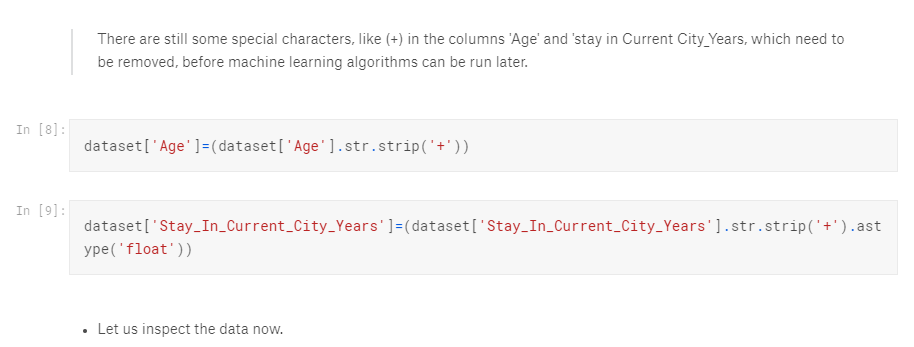 There are still some special characters, like (+) in the columns 'Age' and 'stay in Current City_Years, which need to
be removed, before machine learning algorithms can be run later.
In [8]:
dataset['Age']=(dataset['Age'].str.strip('+'))
In [9]:
dataset['Stay_In_Current_City_Years']=(dataset['Stay_In_Current_City_Years'].str.strip('+').ast
ype('float'))
• Let us inspect the data now.